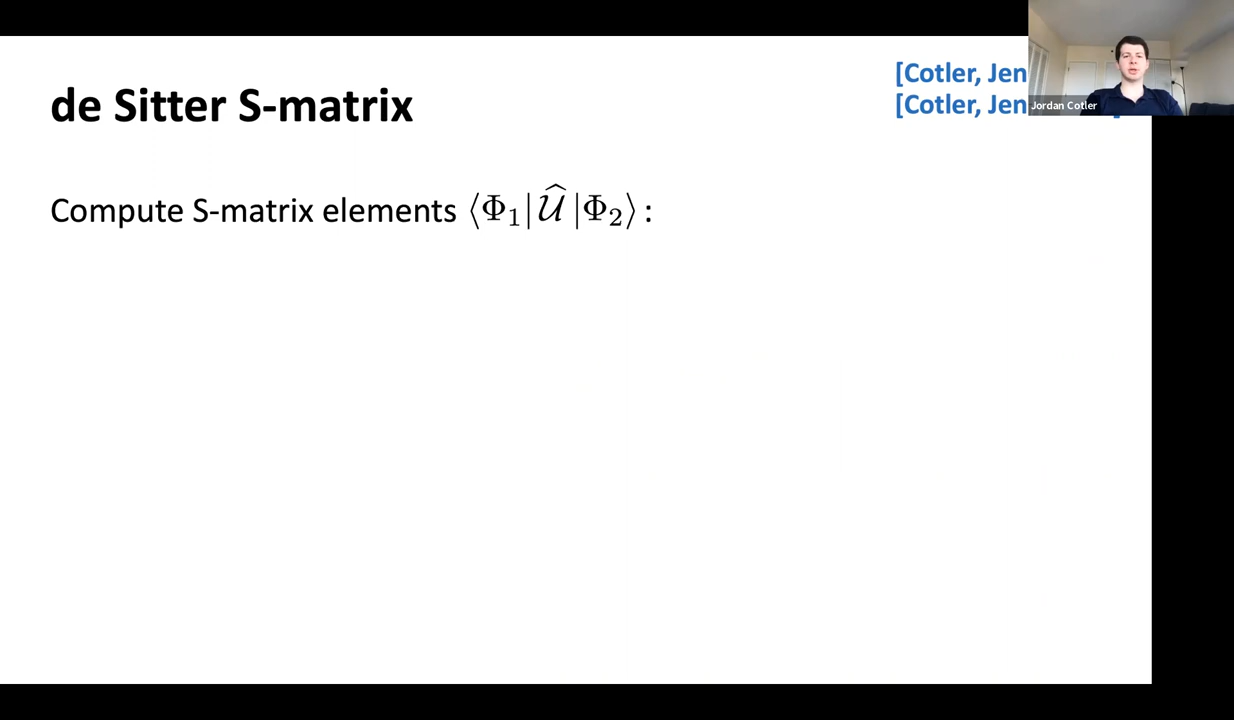 de Sitter S-matrix
[Cotler, Jen
[Cotler, Jen
Jordan Cotler
Compute S-matrix elements ⟨Φ₁| 𝒰̂ |Φ₂⟩ :